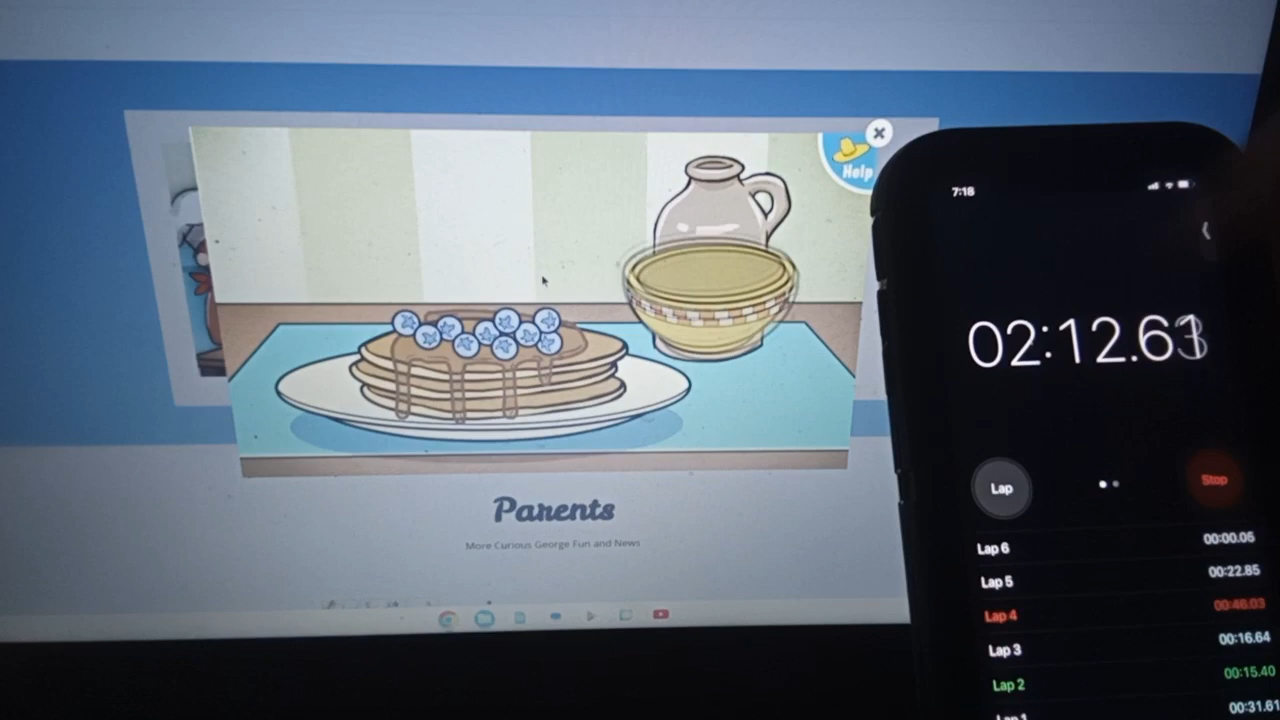 Help
7:18
02:12.63
Lap
Stop
Lap 6 00:00.06
Lap 5 00:22.85
Lap 4 00:46.03
Lap 3 00:16.64
Lap 2 00:15.40
Lap 1 00:31.61
Parents
More Curious George Fun and News